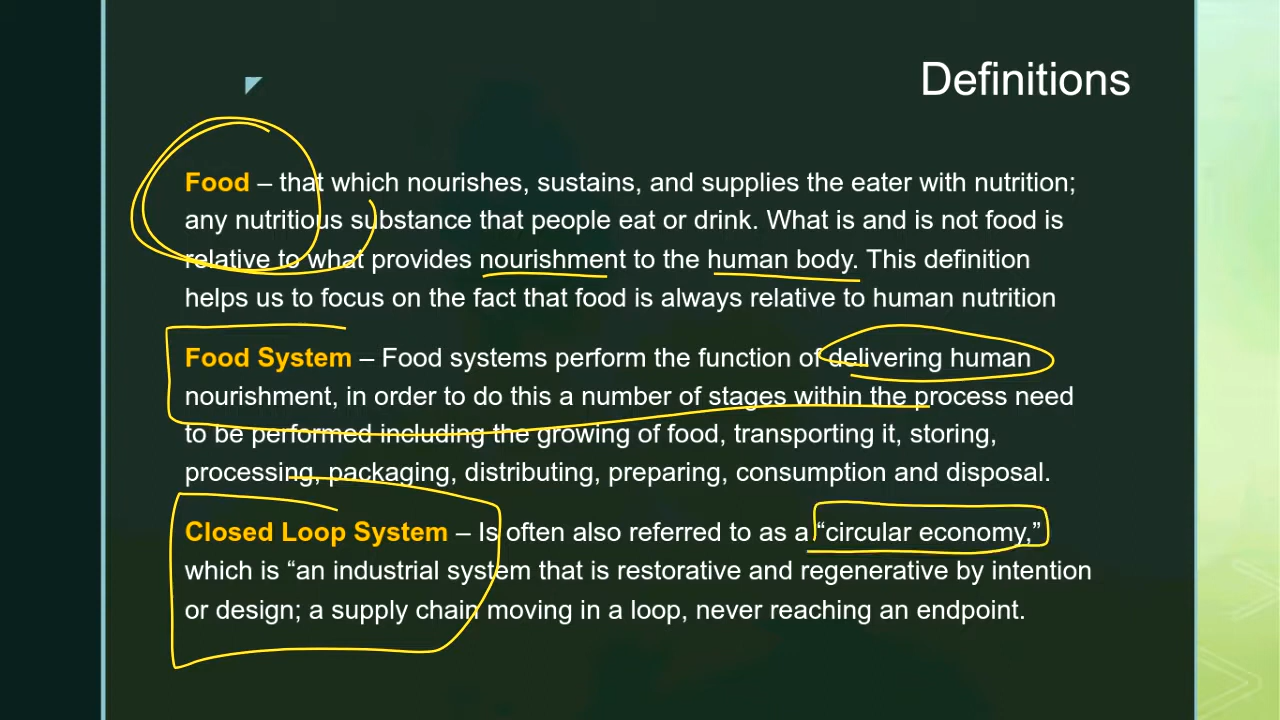 Definitions
Food – that which nourishes, sustains, and supplies the eater with nutrition;
any nutritious substance that people eat or drink. What is and is not food is
relative to what provides nourishment to the human body. This definition
helps us to focus on the fact that food is always relative to human nutrition
Food System – Food systems perform the function of delivering human
nourishment, in order to do this a number of stages within the process need
to be performed including the growing of food, transporting it, storing,
processing, packaging, distributing, preparing, consumption and disposal.
Closed Loop System – Is often also referred to as a “circular economy,”
which is “an industrial system that is restorative and regenerative by intention
or design; a supply chain moving in a loop, never reaching an endpoint.